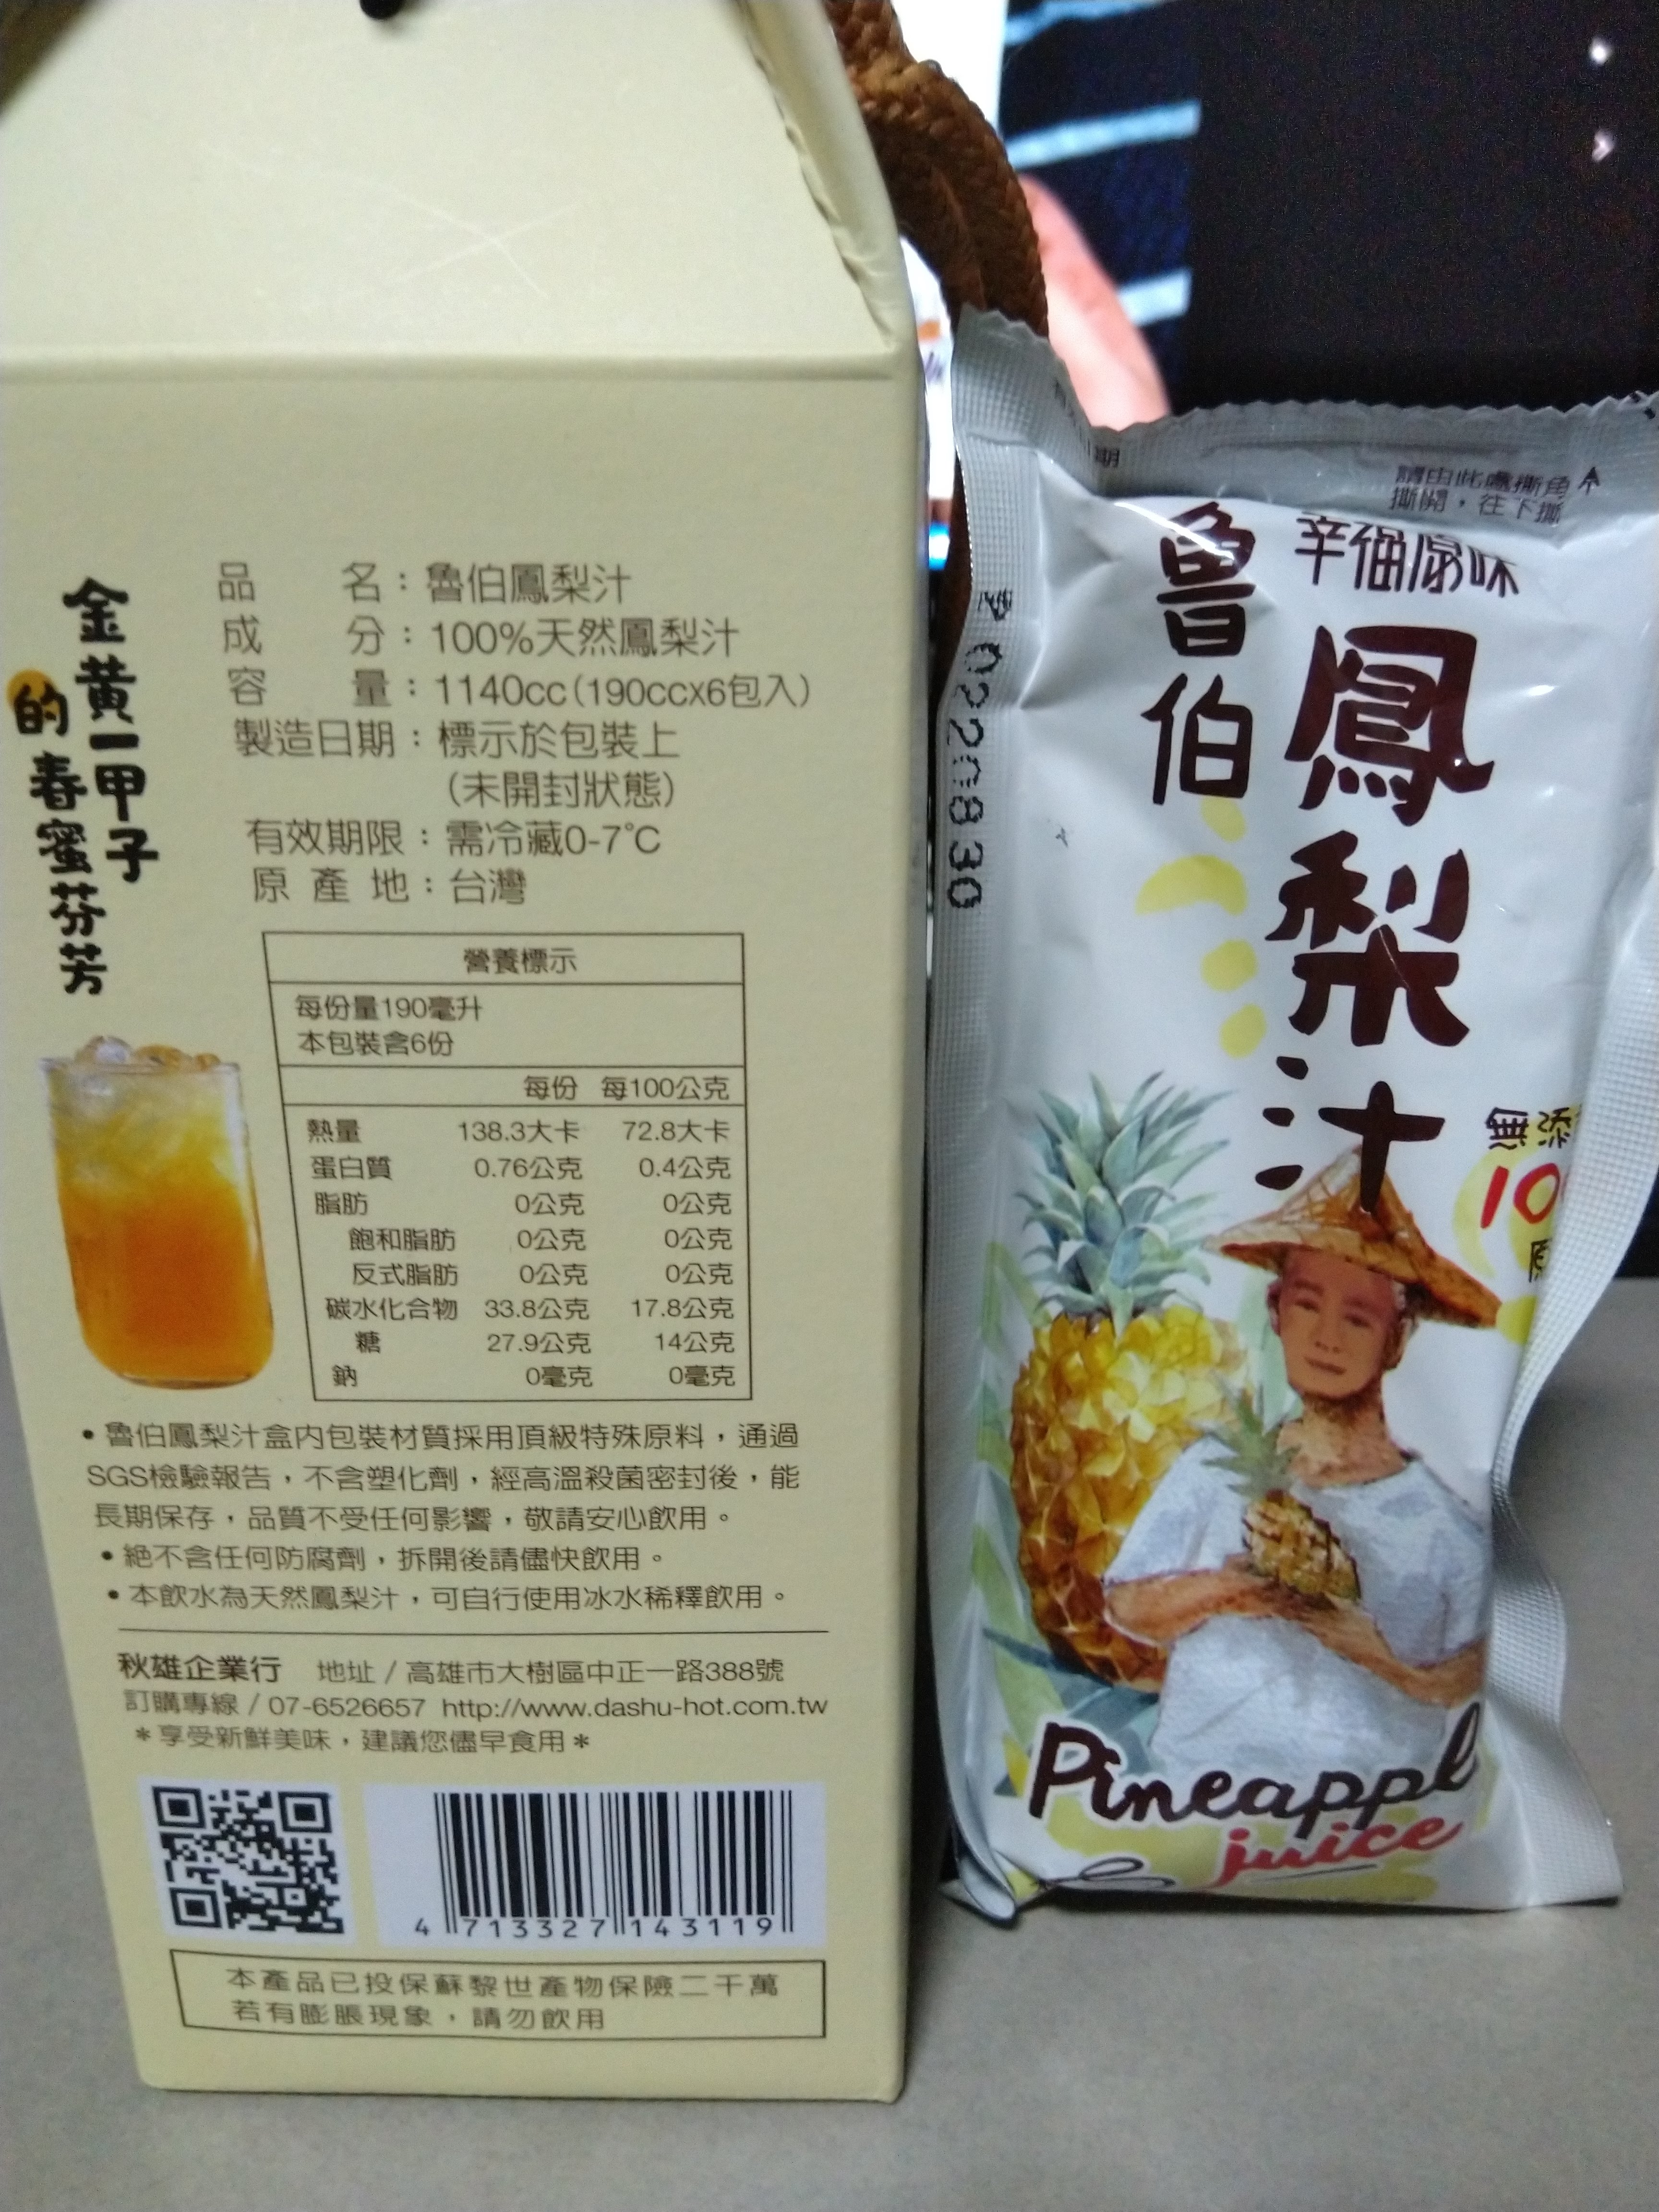 金黃一甲子
的春蜜芬芳
品名：魯伯鳳梨汁
成分：100%天然鳳梨汁
容量：1140cc(190ccx6包入)
製造日期：標示於包裝上
(未開封狀態)
有效期限：需冷藏0-7℃
原產地：台灣
營養標示
每份量190毫升
本包裝含6份
每份 每100公克
熱量 138.3大卡 72.8大卡
蛋白質 0.76公克 0.4公克
脂肪 0公克 0公克
飽和脂肪 0公克 0公克
反式脂肪 0公克 0公克
碳水化合物 33.8公克 17.8公克
糖 27.9公克 14公克
鈉 0毫克 0毫克
•魯伯鳳梨汁盒內包裝材質採用頂級特殊原料，通過
SGS檢驗報告，不含塑化劑，經高溫殺菌密封後，能
長期保存，品質不受任何影響，敬請安心飲用。
•絕不含任何防腐劑，拆開後請儘快飲用。
•本飲水為天然鳳梨汁，可自行使用冰水稀釋飲用。
秋雄企業行 地址/高雄市大樹區中正一路388號
訂購專線/07-6526657 http://www.dashu-hot.com.tw
*享受新鮮美味，建議您儘早食用*
4 713327 143119
本產品已投保蘇黎世產物保險二千萬
若有膨脹現象，請勿飲用
請由此處撕角
撕開，往下撕
幸福原味
魯伯
鳳梨汁
無添
Pineappl
juice